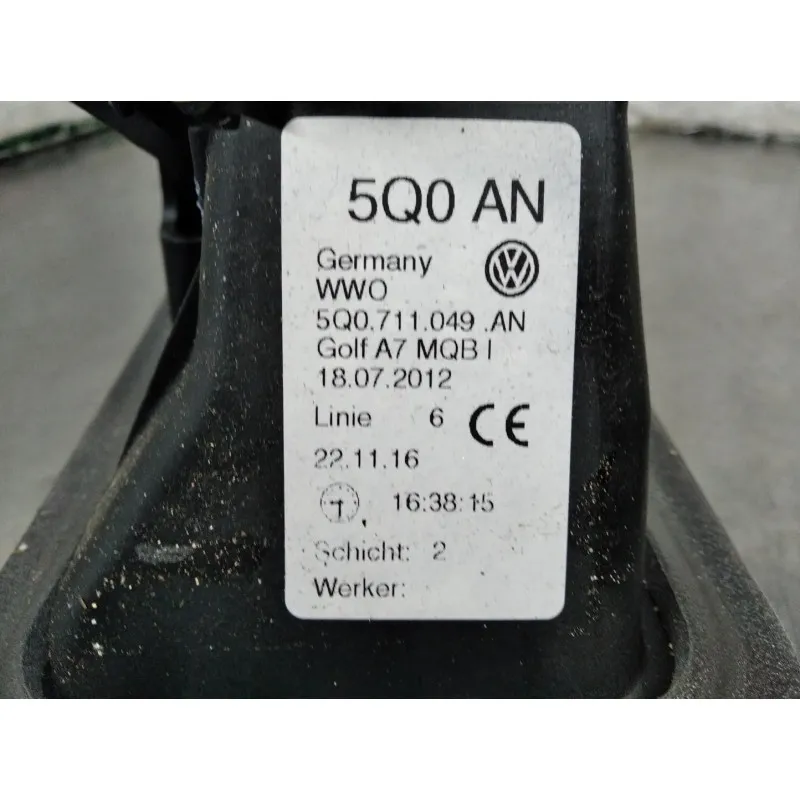 5Q0 AN
Germany
WWO
5Q0.711.049 .AN
Golf A7 MQB I
18.07.2012
Linie 6 CE
22.11.16
16:38:15
Schicht: 2
Werker: